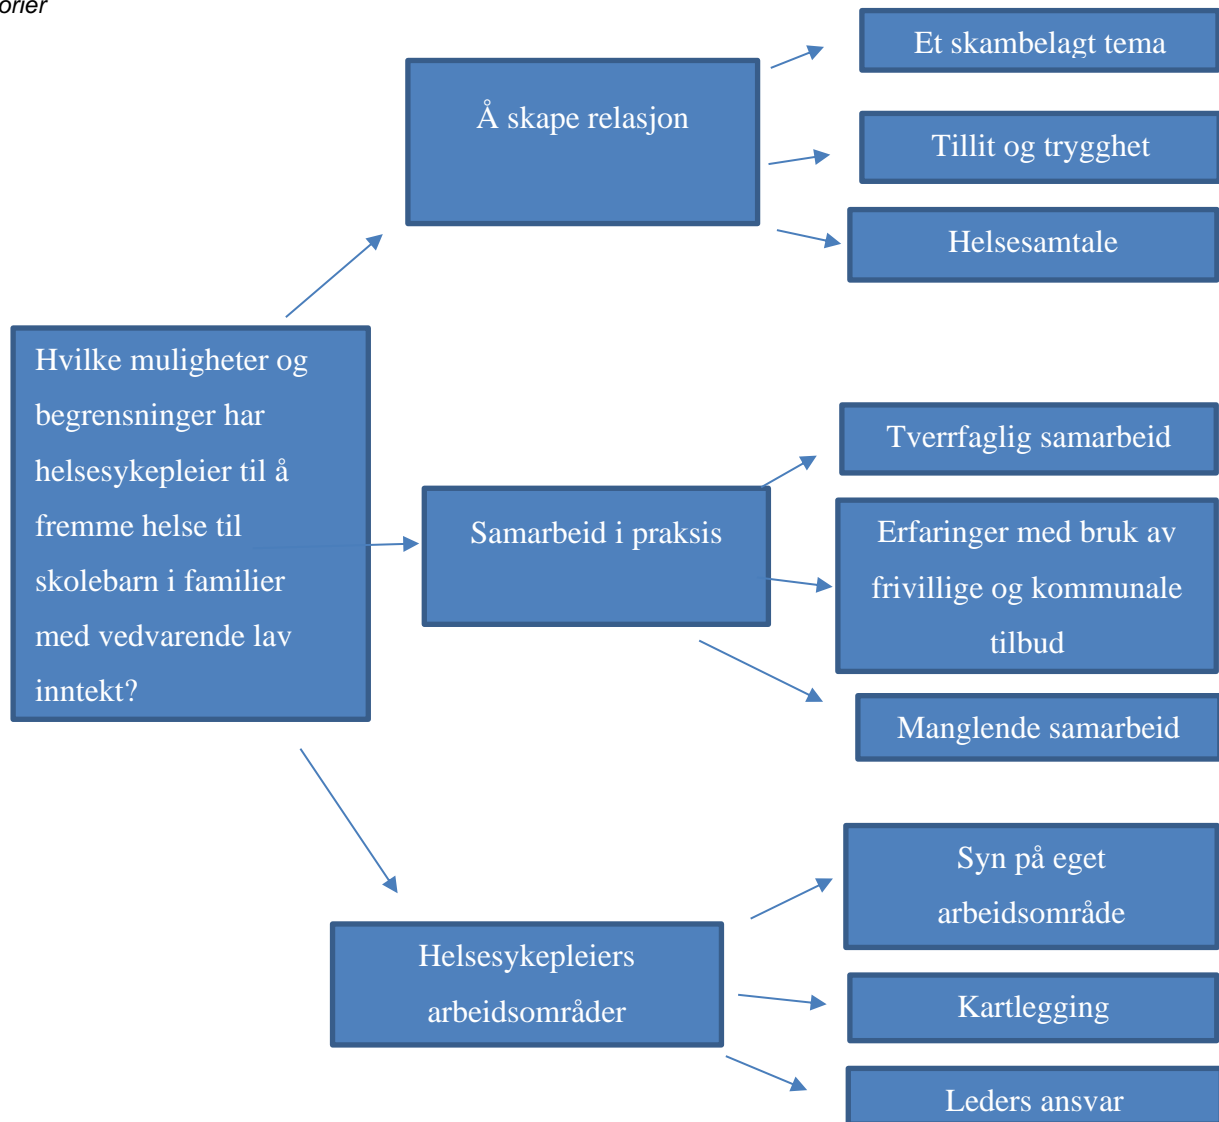 Å skape relasjon
Et skambelagt tema
Tillit og trygghet
Helsesamtale
Hvilke muligheter og
begrensninger har
helsesykepleier til å
fremme helse til
skolebarn i familier
med vedvarende lav
inntekt?
Samarbeid i praksis
Tverrfaglig samarbeid
Erfaringer med bruk av
frivillige og kommunale
tilbud
Manglende samarbeid
Helsesykepleiers
arbeidsområder
Syn på eget
arbeidsområde
Kartlegging
Leders ansvar